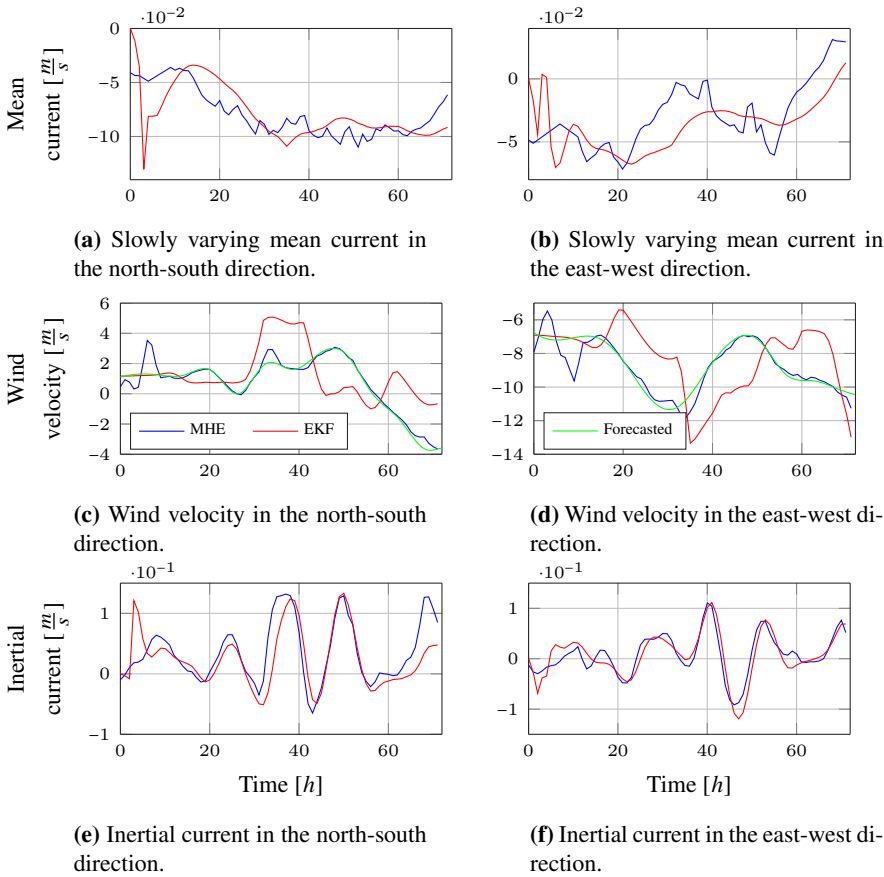 ·10⁻²
0
−5
−10
0 20 40 60
Mean
current [m/s]
(a) Slowly varying mean current in
the north-south direction.
·10⁻²
0
−5
0 20 40 60
(b) Slowly varying mean current in
the east-west direction.
6
4
2
0
−2
−4
0 20 40 60
Wind
velocity [m/s]
MHE EKF
(c) Wind velocity in the north-south
direction.
−6
−8
−10
−12
−14
0 20 40 60
Forecasted
(d) Wind velocity in the east-west di-
rection.
·10⁻¹
1
0
−1
0 20 40 60
Inertial
current [m/s]
Time [h]
(e) Inertial current in the north-south
direction.
·10⁻¹
1
0
−1
0 20 40 60
Time [h]
(f) Inertial current in the east-west di-
rection.